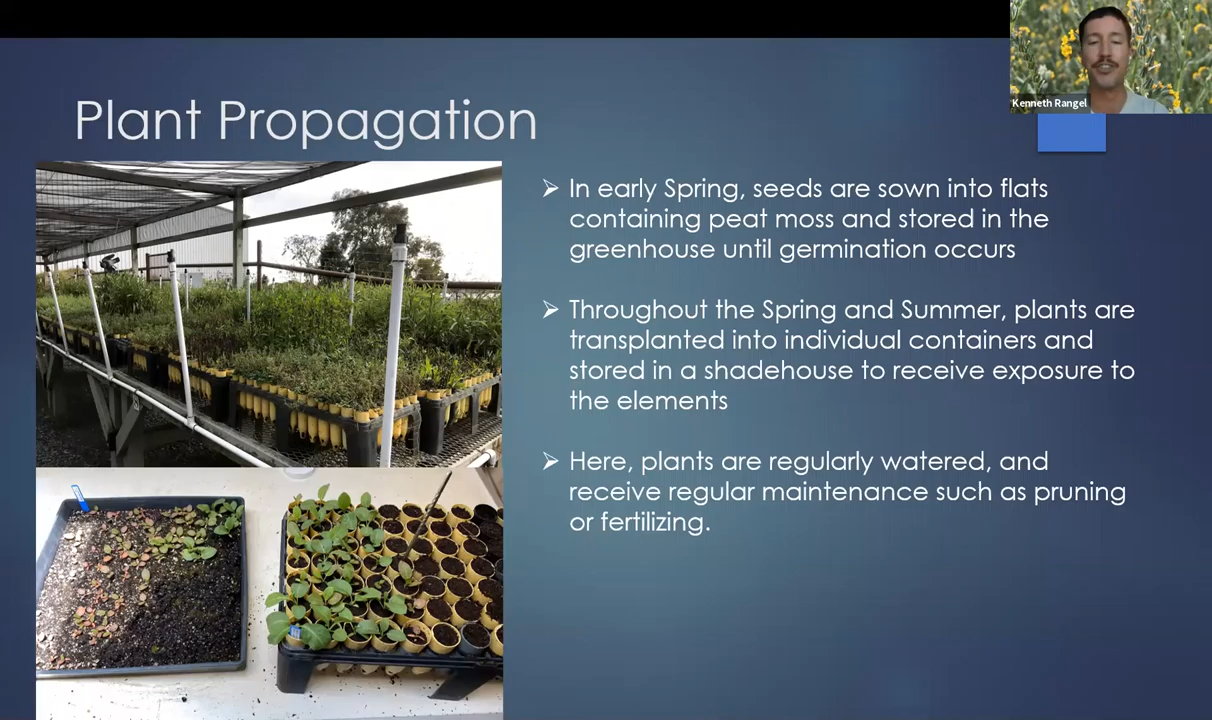 Kenneth Rangel
Plant Propagation
In early Spring, seeds are sown into flats
containing peat moss and stored in the
greenhouse until germination occurs
Throughout the Spring and Summer, plants are
transplanted into individual containers and
stored in a shadehouse to receive exposure to
the elements
Here, plants are regularly watered, and
receive regular maintenance such as pruning
or fertilizing.